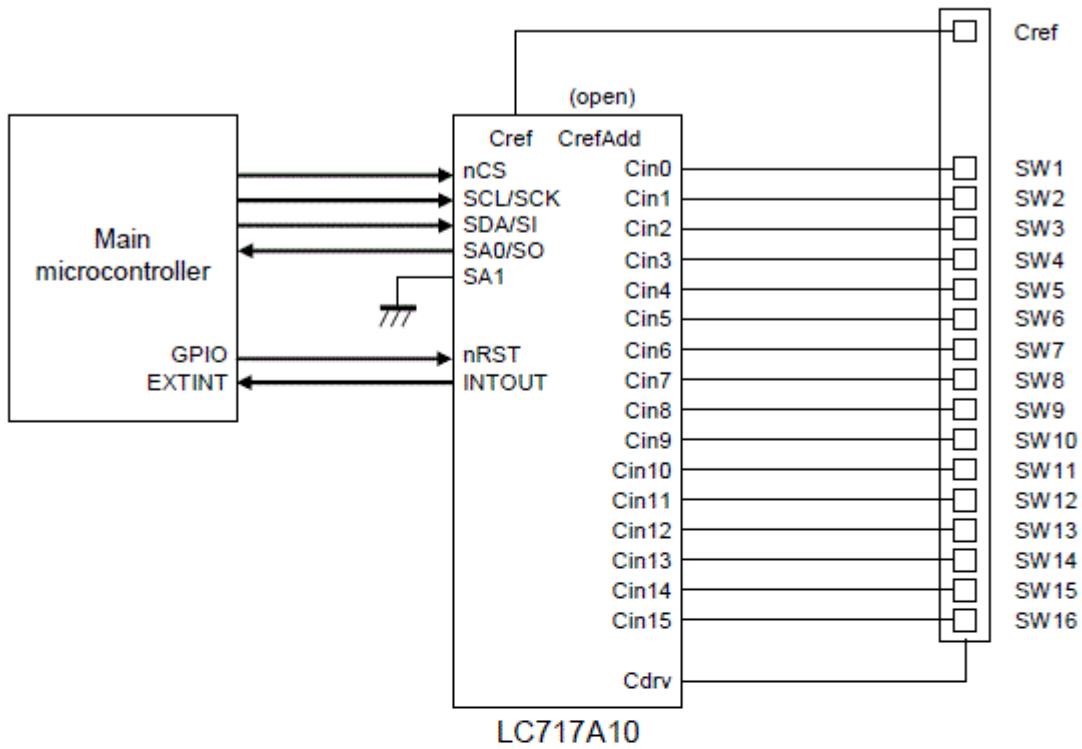 Cref
(open)
Cref CrefAdd
nCS
SCL/SCK
SDA/SI
SA0/SO
SA1
nRST
INTOUT
Main
microcontroller
GPIO
EXTINT
Cin0 SW1
Cin1 SW2
Cin2 SW3
Cin3 SW4
Cin4 SW5
Cin5 SW6
Cin6 SW7
Cin7 SW8
Cin8 SW9
Cin9 SW10
Cin10 SW11
Cin11 SW12
Cin12 SW13
Cin13 SW14
Cin14 SW15
Cin15 SW16
Cdrv
LC717A10